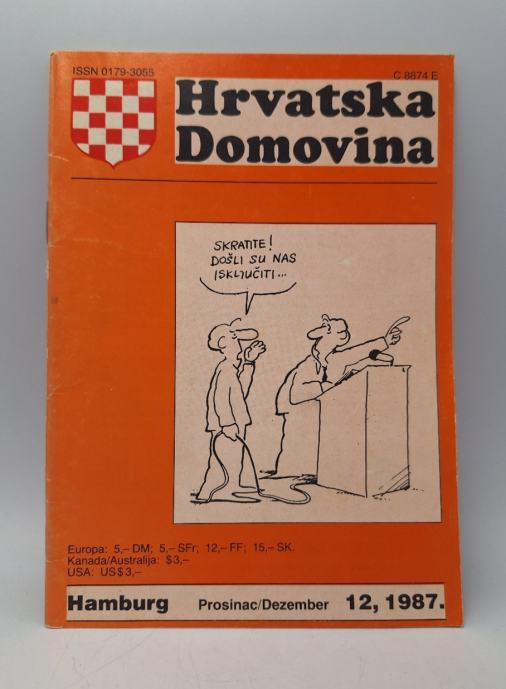 ISSN 0179-3055
C 8874 E
Hrvatska
Domovina
SKRATITE!
DOŠLI SU NAS
ISKLJUČITI...
Europa: 5,– DM; 5,– SFr; 12,– FF; 15,– SK.
Kanada/Australija: $3,–
USA: US$3,–
Hamburg Prosinac/Dezember 12, 1987.